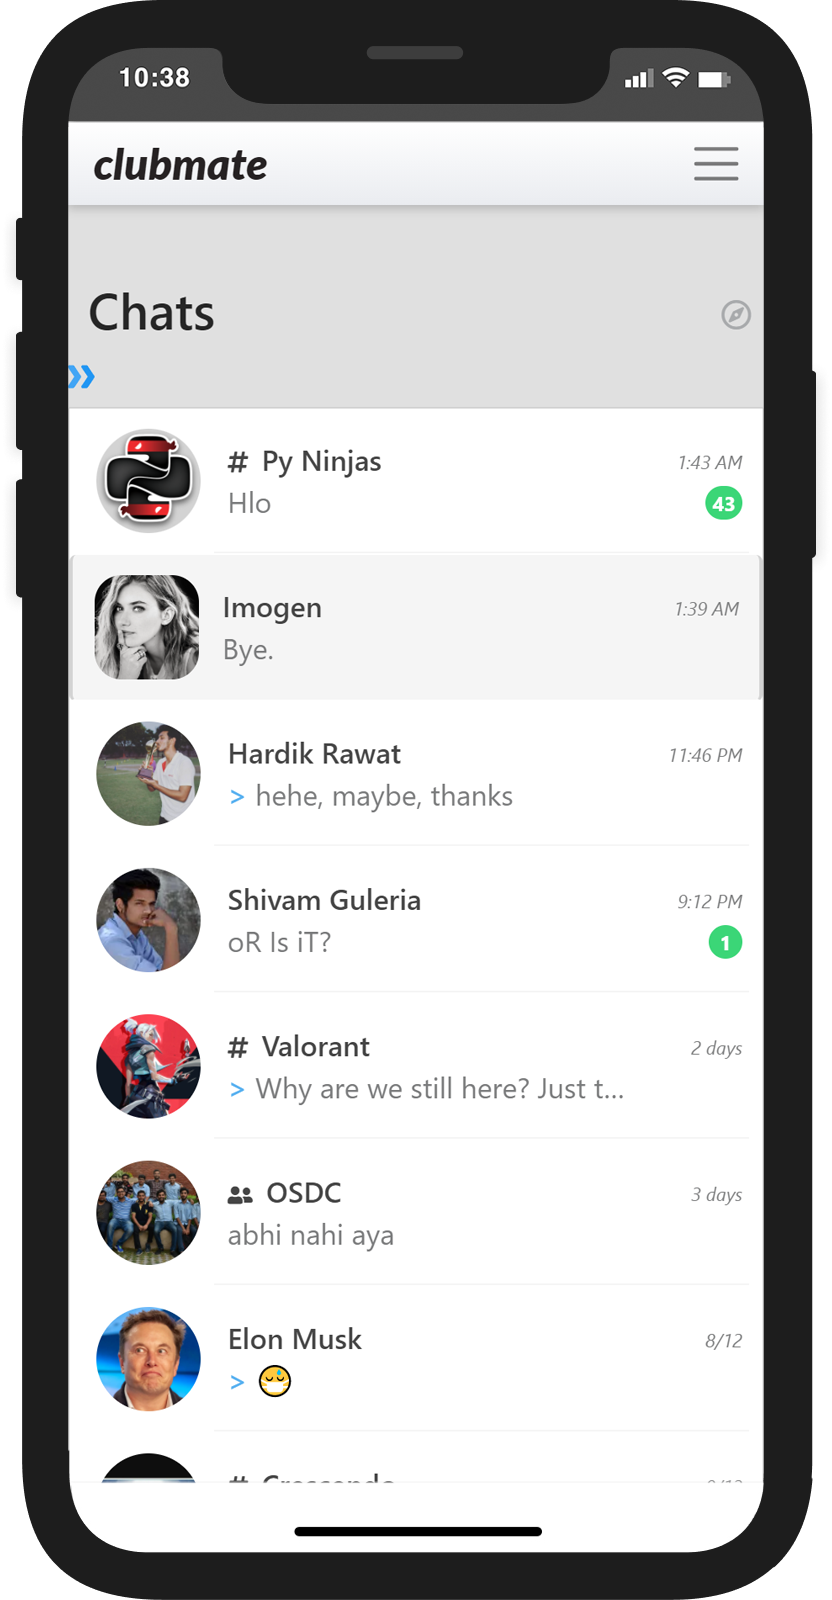 10:38
clubmate
Chats
# Py Ninjas 1:43 AM
Hlo 43
Imogen 1:39 AM
Bye.
Hardik Rawat 11:46 PM
> hehe, maybe, thanks
Shivam Guleria 9:12 PM
oR Is iT? 1
# Valorant 2 days
> Why are we still here? Just t...
OSDC 3 days
abhi nahi aya
Elon Musk 8/12
> 😷
# Crescendo